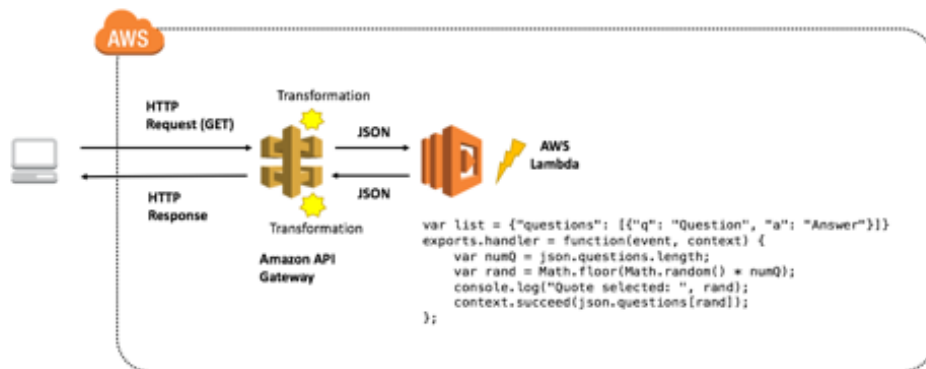 AWS
Transformation
HTTP
Request (GET)
JSON
AWS
Lambda
JSON
HTTP
Response
Transformation
Amazon API
Gateway
var list = {"questions": [{"q": "Question", "a": "Answer"}]}
exports.handler = function(event, context) {
    var numQ = json.questions.length;
    var rand = Math.floor(Math.random() * numQ);
    console.log("Quote selected: ", rand);
    context.succeed(json.questions[rand]);
};